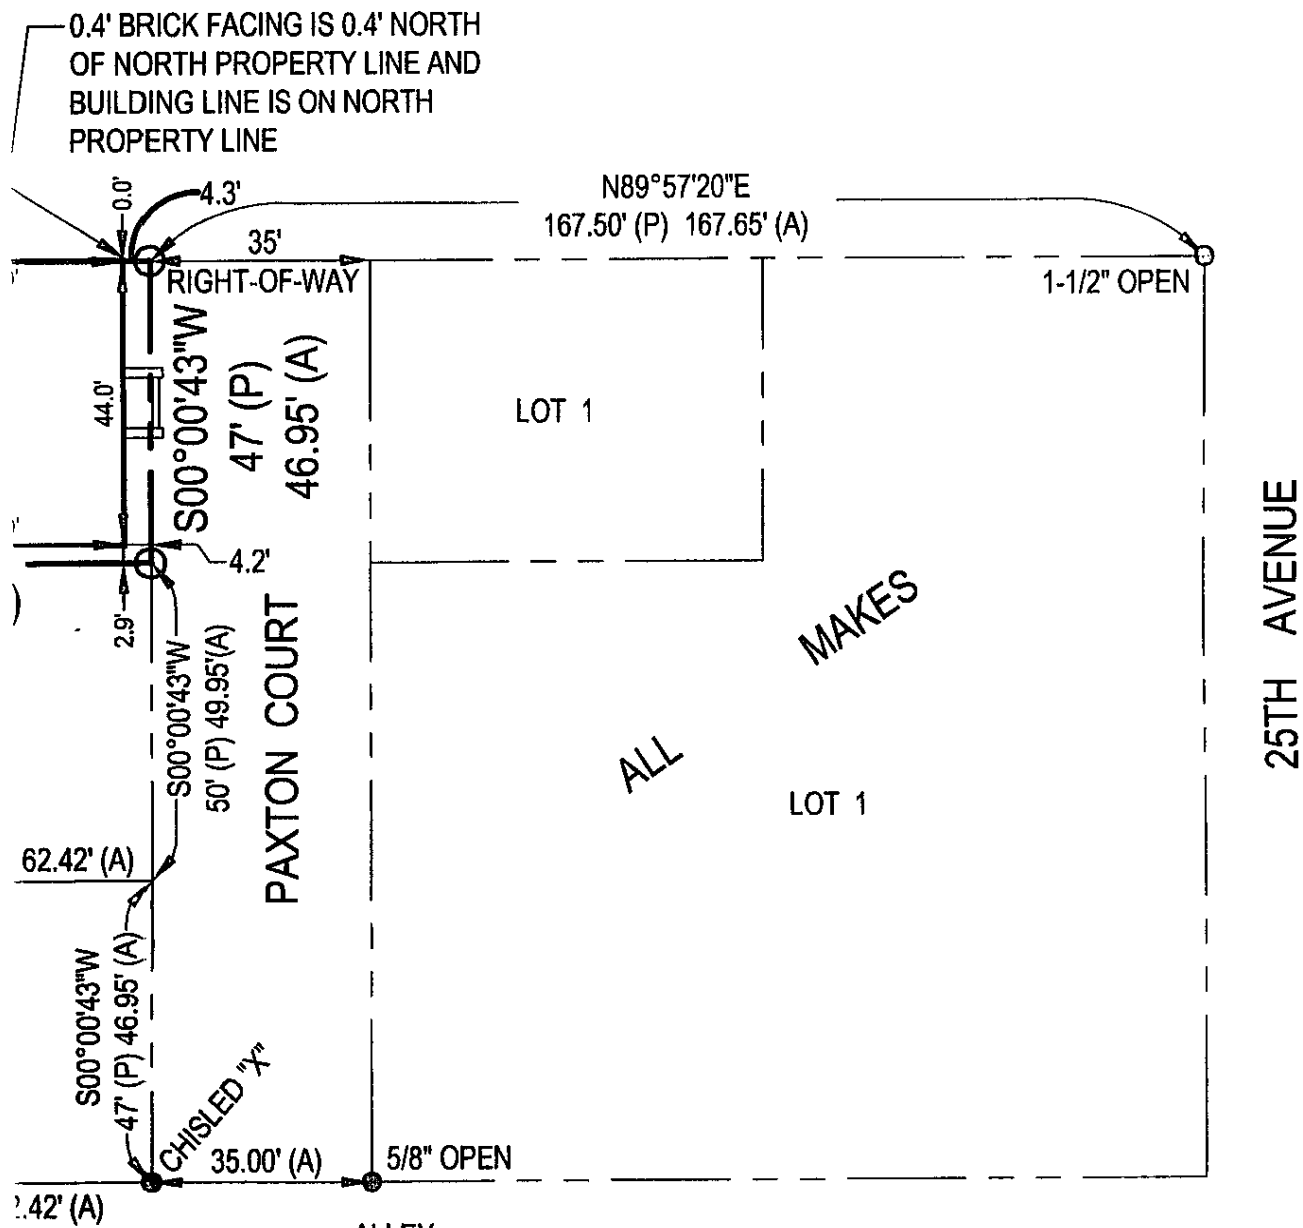 0.4' BRICK FACING IS 0.4' NORTH
OF NORTH PROPERTY LINE AND
BUILDING LINE IS ON NORTH
PROPERTY LINE
0.0'
4.3'
N89°57'20"E
167.50' (P) 167.65' (A)
35'
RIGHT-OF-WAY
1-1/2" OPEN
S00°00'43"W
47' (P)
46.95' (A)
44.0'
LOT 1
4.2'
2.9'
S00°00'43"W
50' (P) 49.95'(A)
PAXTON COURT
MAKES
ALL
LOT 1
25TH AVENUE
62.42' (A)
S00°00'43"W
47' (P) 46.95' (A)
CHISLED "X"
35.00' (A)
5/8" OPEN
2.42' (A)
ALLEY